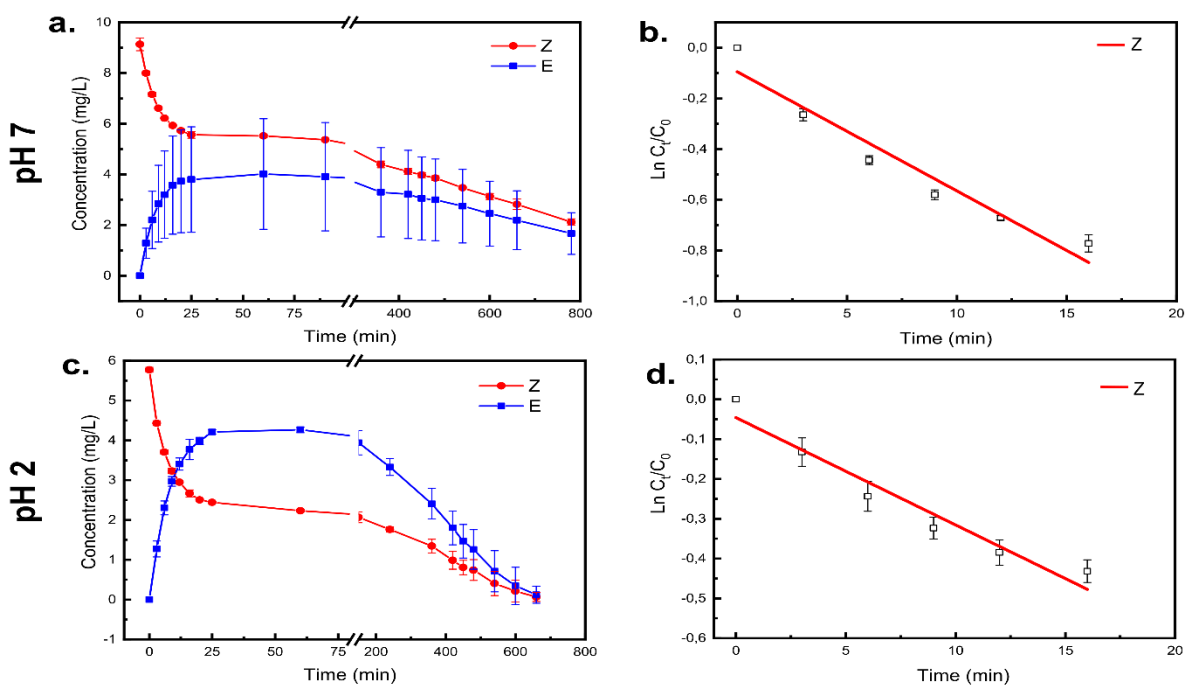 pH 7
a.
Z
E
Concentration (mg/L)
10
8
6
4
2
0
0 25 50 75 400 600 800
Time (min)
b.
Z
Ln Cₜ/C₀
0,0
-0,2
-0,4
-0,6
-0,8
-1,0
0 5 10 15 20
Time (min)
pH 2
c.
Z
E
Concentration (mg/L)
6
5
4
3
2
1
0
-1
0 25 50 75 200 400 600 800
Time (min)
d.
Z
Ln Cₜ/C₀
0,1
0,0
-0,1
-0,2
-0,3
-0,4
-0,5
-0,6
0 5 10 15 20
Time (min)